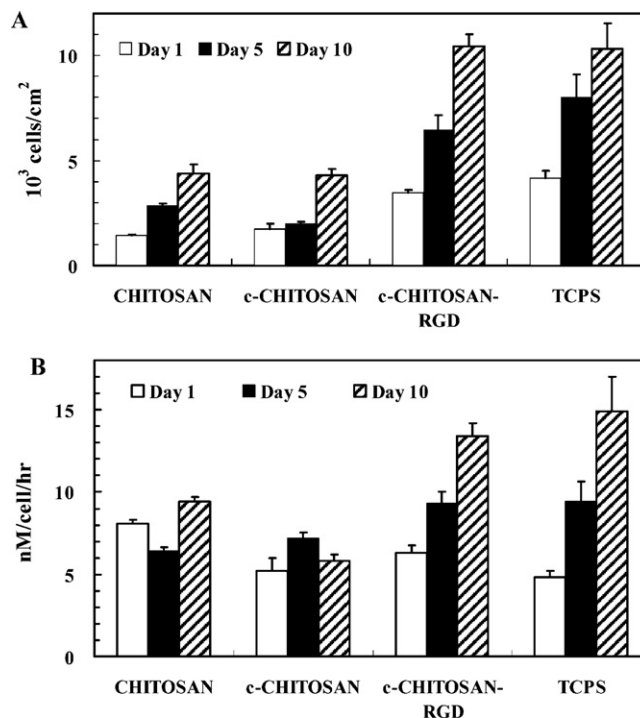 A
Day 1 Day 5 Day 10
10
5
0
10³ cells/cm²
CHITOSAN c-CHITOSAN c-CHITOSAN-RGD TCPS
B
Day 1 Day 5 Day 10
15
10
5
0
nM/cell/hr
CHITOSAN c-CHITOSAN c-CHITOSAN-RGD TCPS